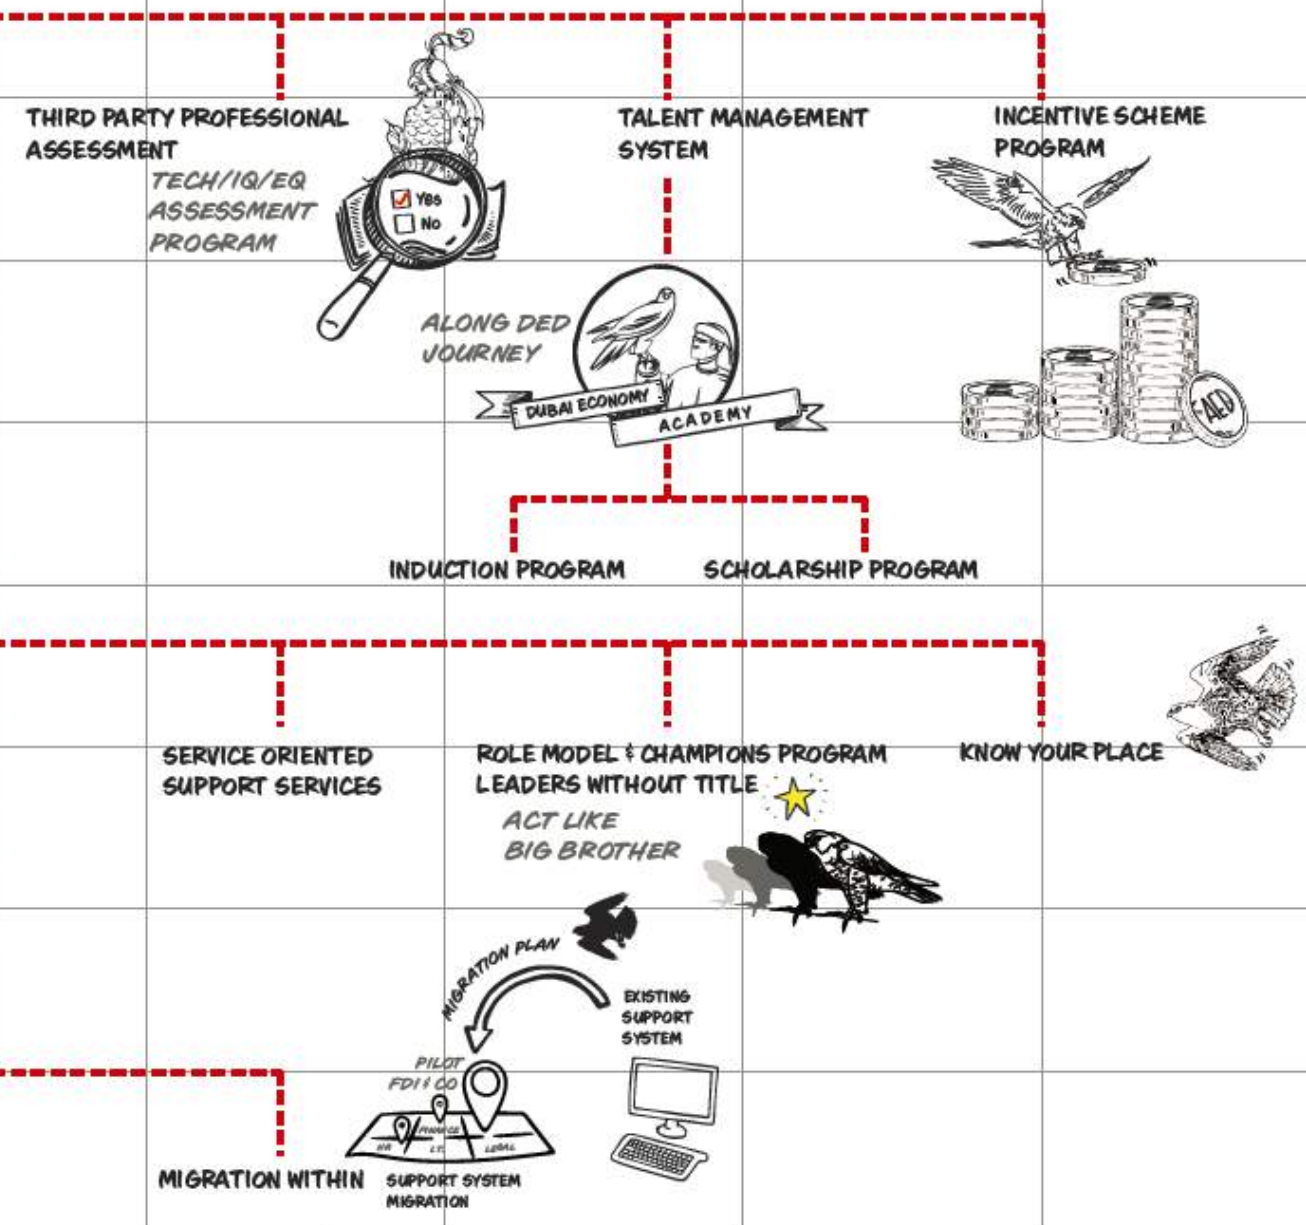 THIRD PARTY PROFESSIONAL
ASSESSMENT
TECH/IQ/EQ
ASSESSMENT
PROGRAM
Yes
No
TALENT MANAGEMENT
SYSTEM
INCENTIVE SCHEME
PROGRAM
ALONG DED
JOURNEY
DUBAI ECONOMY
ACADEMY
AED
INDUCTION PROGRAM
SCHOLARSHIP PROGRAM
SERVICE ORIENTED
SUPPORT SERVICES
ROLE MODEL & CHAMPIONS PROGRAM
LEADERS WITHOUT TITLE
ACT LIKE
BIG BROTHER
KNOW YOUR PLACE
MIGRATION PLAN
EXISTING
SUPPORT
SYSTEM
PILOT
FDI & CO
HR
FINANCE
I.T.
LEGAL
MIGRATION WITHIN
SUPPORT SYSTEM
MIGRATION